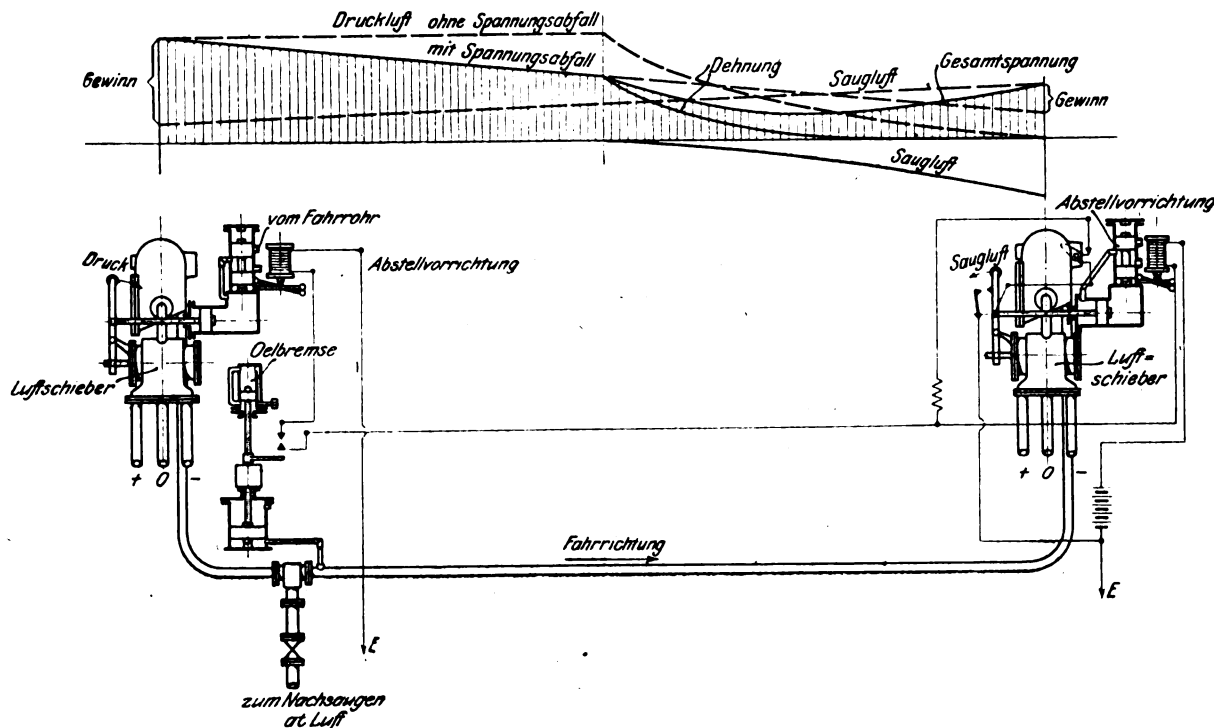 Druckluft ohne Spannungsabfall
mit Spannungsabfall
Gewinn
Dehnung
Saugluft
Gesamtspannung
Gewinn
Saugluft
vom Fahrrohr
Druck
Abstellvorrichtung
Abstellvorrichtung
Saugluft
Oelbremse
Luftschieber
Luft=
schieber
+ 0 -
+ 0 -
Fahrrichtung
E
E
zum Nachsaugen
at Luft